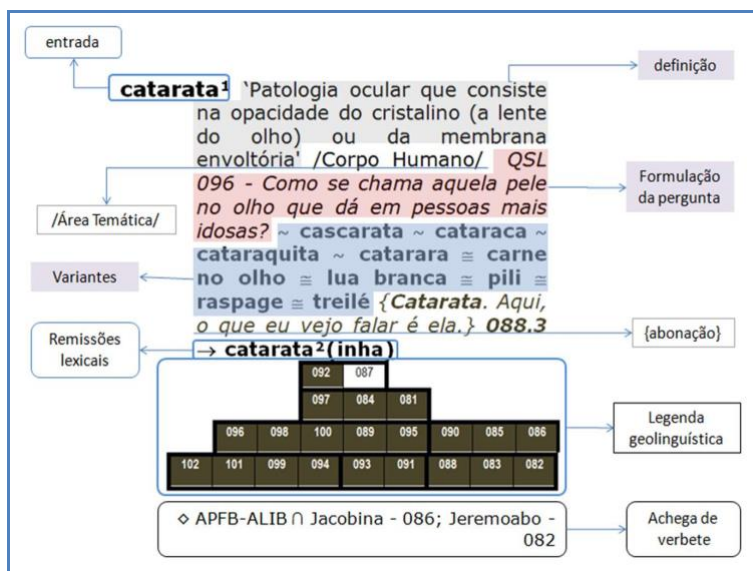 entrada
definição
catarata¹ 'Patologia ocular que consiste
na opacidade do cristalino (a lente
do olho) ou da membrana
envoltória' /Corpo Humano/ QSL
096 - Como se chama aquela pele
no olho que dá em pessoas mais
idosas? ~ cascarata ~ cataraca ~
cataraquita ~ catarara ≅ carne
no olho ≅ lua branca ≅ pili ≅
raspage ≅ treilé {Catarata. Aqui,
o que eu vejo falar é ela.} 088.3
→ catarata²(inha)
/Área Temática/
Formulação
da pergunta
Variantes
Remissões
lexicais
{abonação}
092 087
097 084 081
096 098 100 089 095 090 085 086
102 101 099 094 093 091 088 083 082
Legenda
geolinguística
◇ APFB-ALIB ∩ Jacobina - 086; Jeremoabo -
082
Achega de
verbete